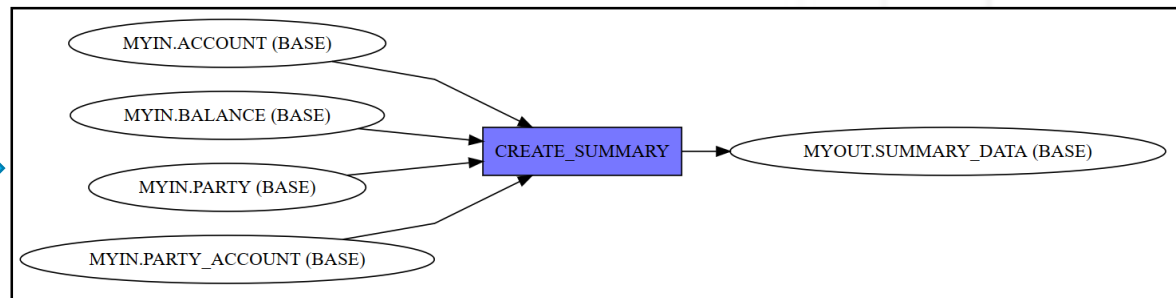 MYIN.ACCOUNT (BASE)
MYIN.BALANCE (BASE)
MYIN.PARTY (BASE)
MYIN.PARTY_ACCOUNT (BASE)
CREATE_SUMMARY
MYOUT.SUMMARY_DATA (BASE)